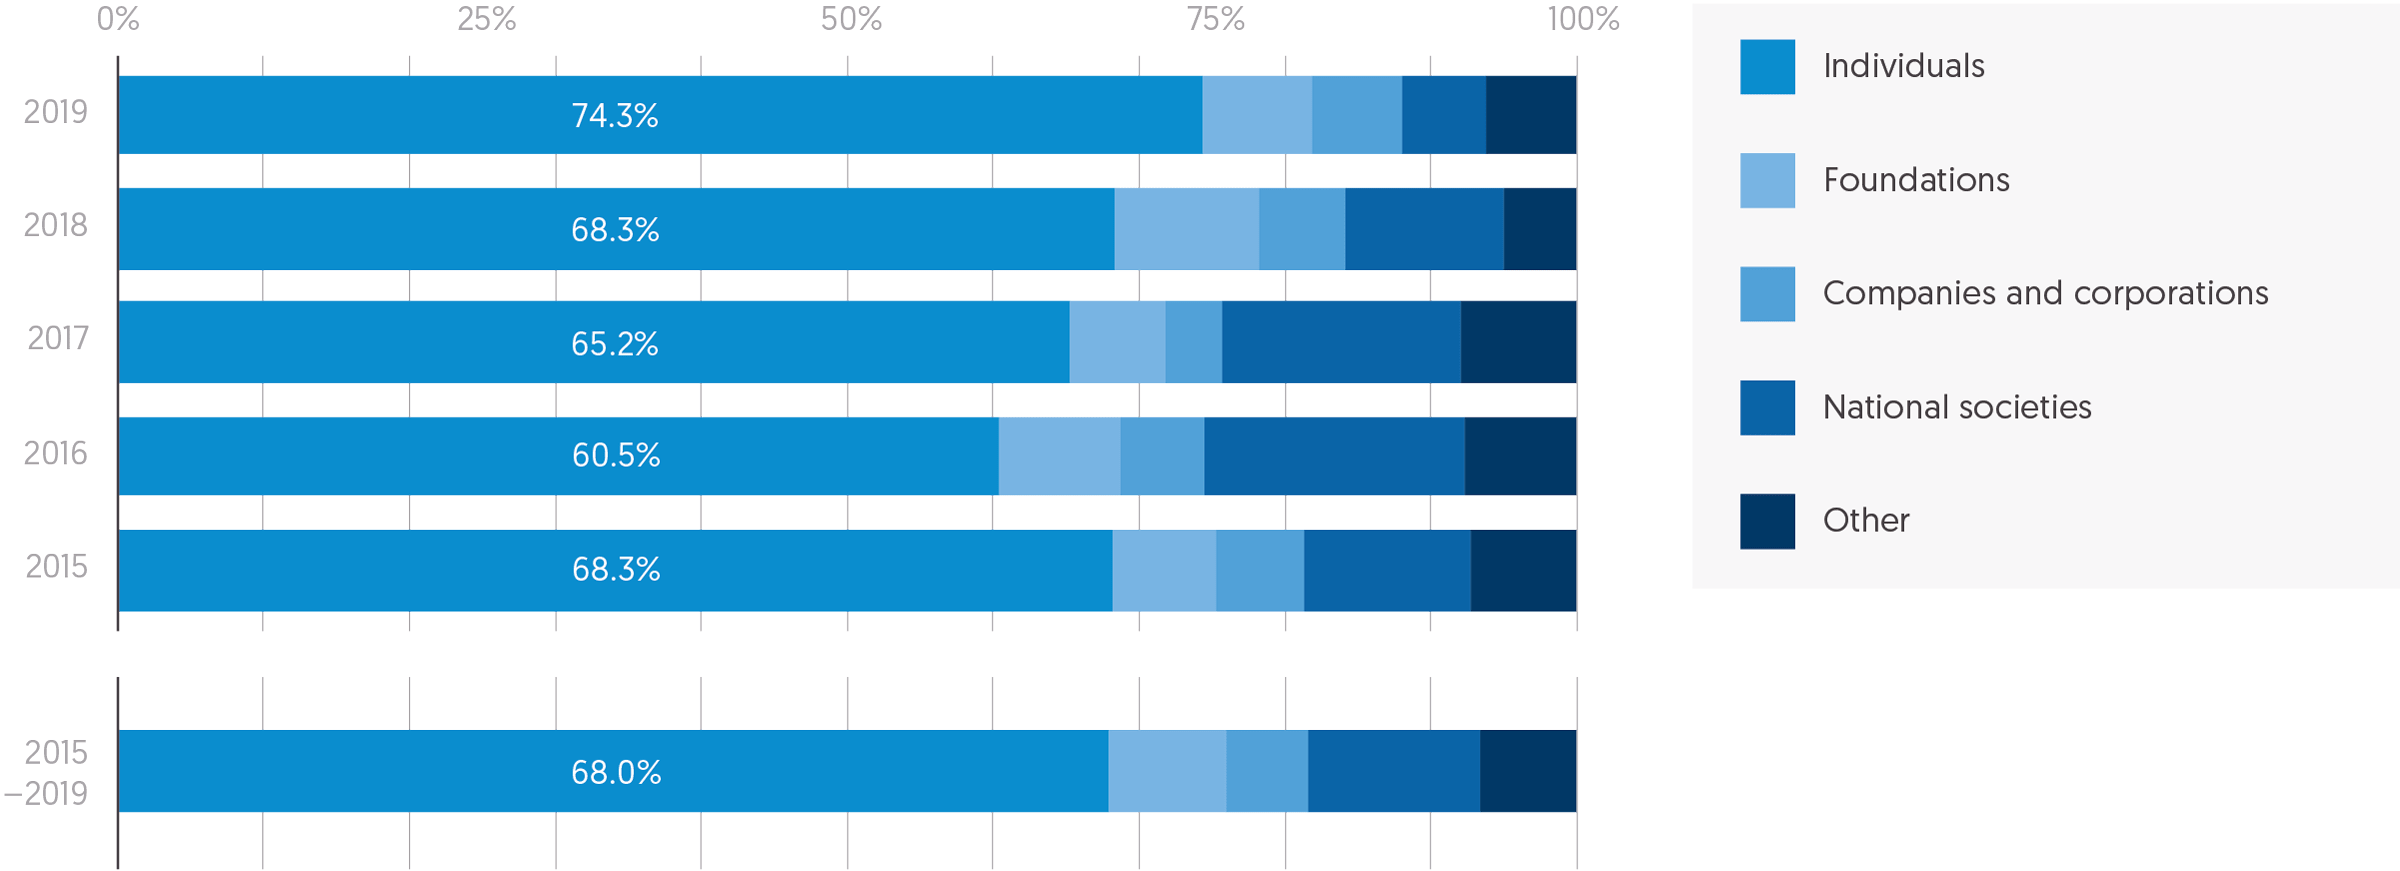 0% 25% 50% 75% 100%
2019 74.3%
2018 68.3%
2017 65.2%
2016 60.5%
2015 68.3%
2015
–2019 68.0%
Individuals
Foundations
Companies and corporations
National societies
Other